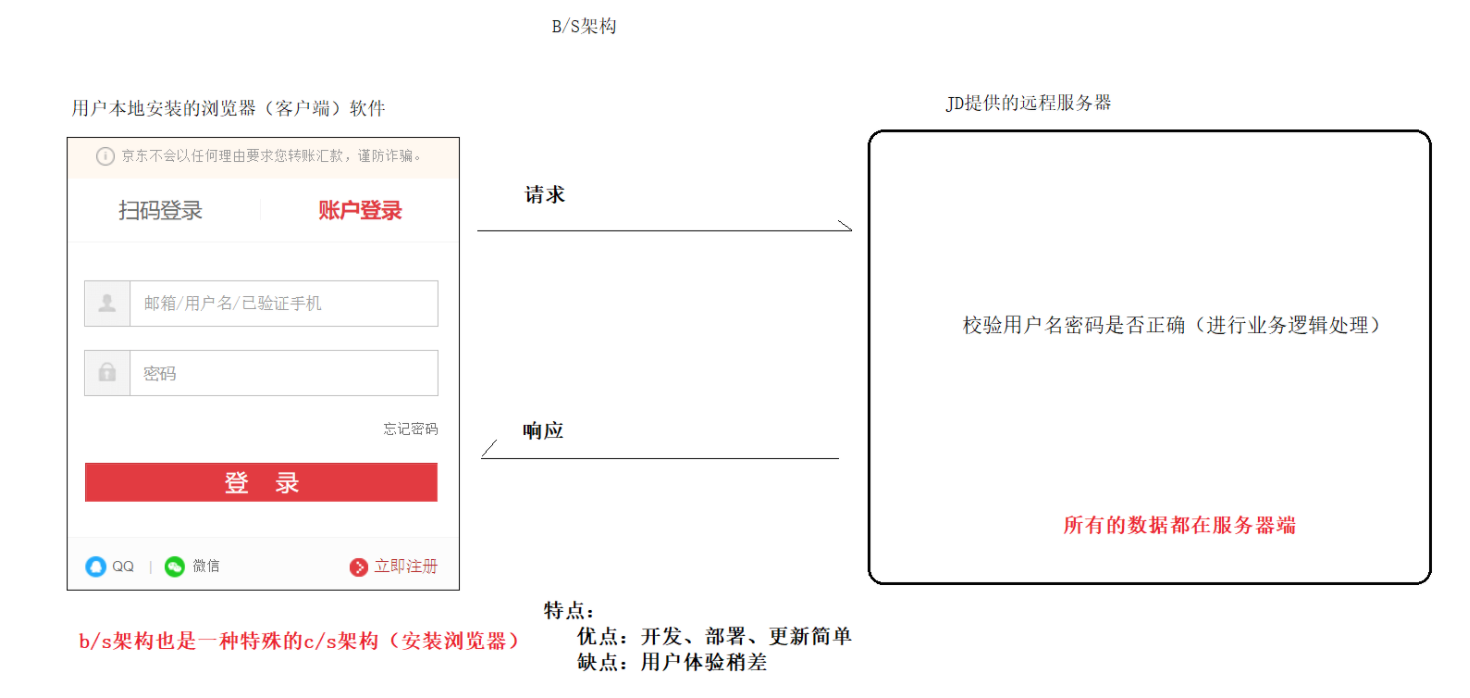 B/S架构
用户本地安装的浏览器（客户端）软件
JD提供的远程服务器
京东不会以任何理由要求您转账汇款，谨防诈骗。
扫码登录
账户登录
邮箱/用户名/已验证手机
密码
忘记密码
登 录
QQ
微信
立即注册
请求
响应
校验用户名密码是否正确（进行业务逻辑处理）
所有的数据都在服务器端
b/s架构也是一种特殊的c/s架构（安装浏览器）
特点：
优点：开发、部署、更新简单
缺点：用户体验稍差